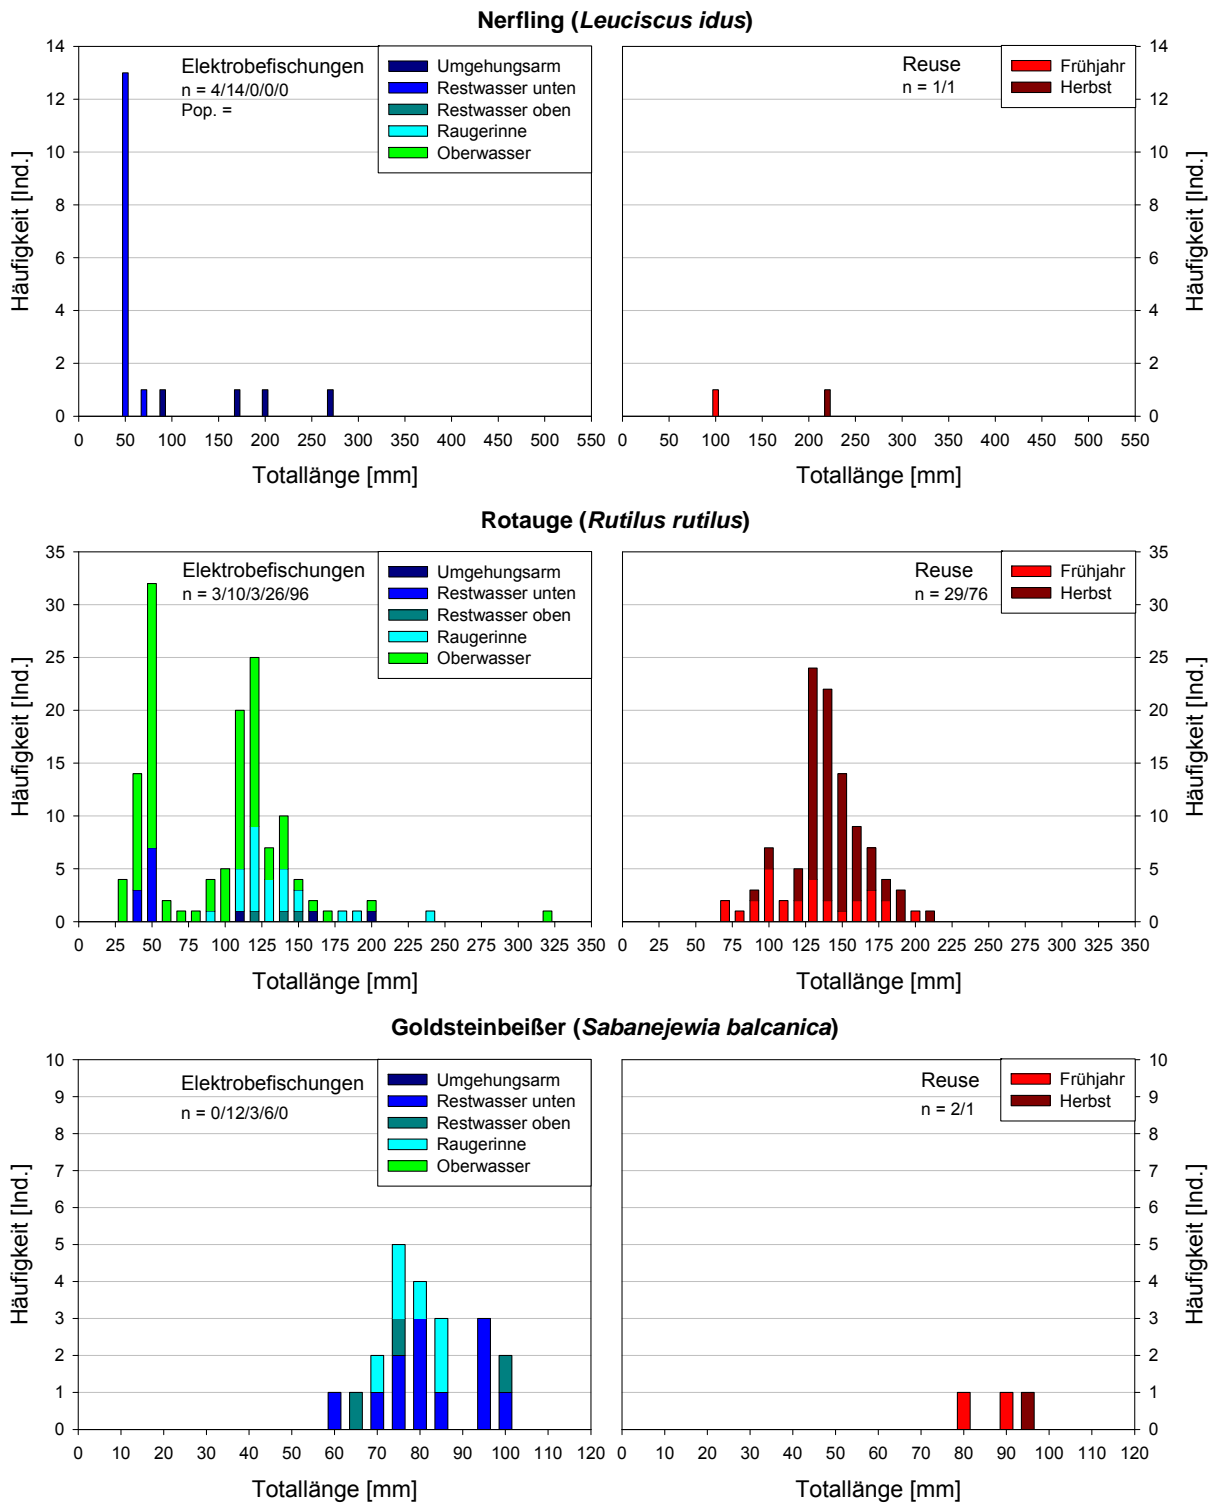 Nerfling (Leuciscus idus)
Elektrobefischungen
n = 4/14/0/0/0
Pop. =
Umgehungsarm
Restwasser unten
Restwasser oben
Raugerinne
Oberwasser
Häufigkeit [Ind.]
14
12
10
8
6
4
2
0
0 50 100 150 200 250 300 350 400 450 500 550
Totallänge [mm]
Reuse
n = 1/1
Frühjahr
Herbst
14
12
10
8
6
4
2
0
Häufigkeit [Ind.]
0 50 100 150 200 250 300 350 400 450 500 550
Totallänge [mm]
Rotauge (Rutilus rutilus)
Elektrobefischungen
n = 3/10/3/26/96
Umgehungsarm
Restwasser unten
Restwasser oben
Raugerinne
Oberwasser
Häufigkeit [Ind.]
35
30
25
20
15
10
5
0
0 25 50 75 100 125 150 175 200 225 250 275 300 325 350
Totallänge [mm]
Reuse
n = 29/76
Frühjahr
Herbst
35
30
25
20
15
10
5
0
Häufigkeit [Ind.]
0 25 50 75 100 125 150 175 200 225 250 275 300 325 350
Totallänge [mm]
Goldsteinbeißer (Sabanejewia balcanica)
Elektrobefischungen
n = 0/12/3/6/0
Umgehungsarm
Restwasser unten
Restwasser oben
Raugerinne
Oberwasser
Häufigkeit [Ind.]
10
9
8
7
6
5
4
3
2
1
0
0 10 20 30 40 50 60 70 80 90 100 110 120
Totallänge [mm]
Reuse
n = 2/1
Frühjahr
Herbst
10
9
8
7
6
5
4
3
2
1
0
Häufigkeit [Ind.]
0 10 20 30 40 50 60 70 80 90 100 110 120
Totallänge [mm]